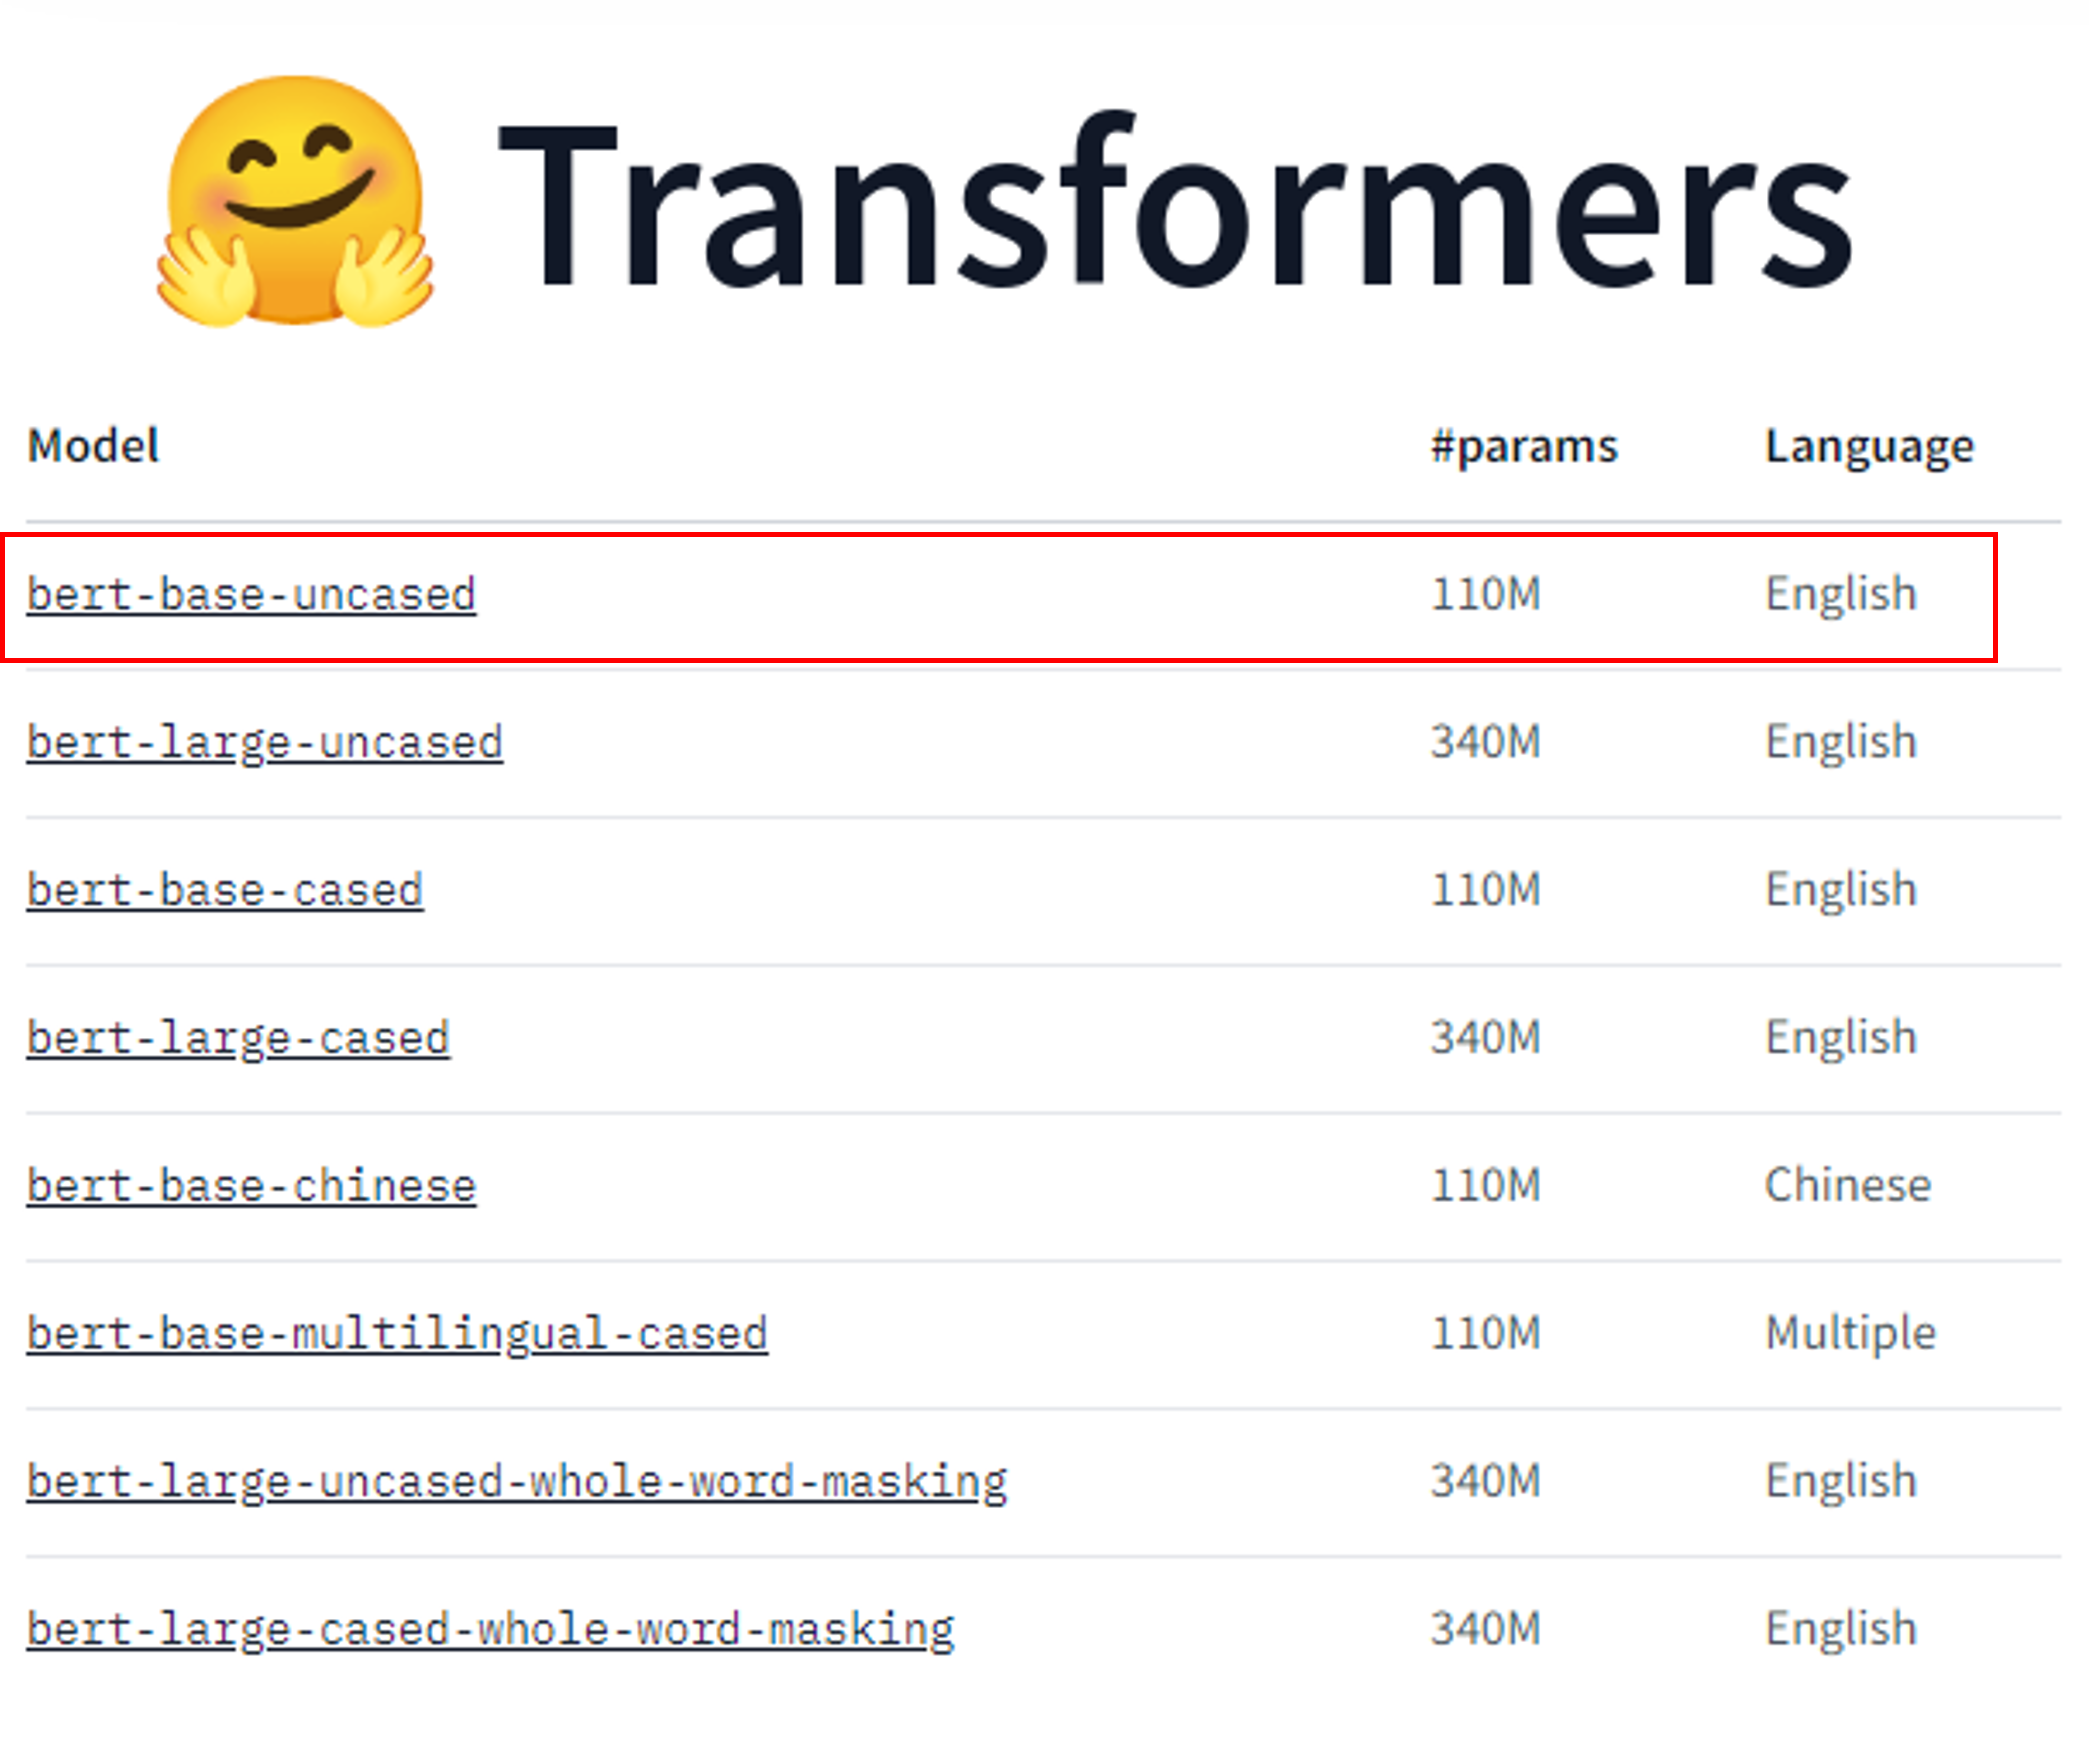 🤗 Transformers
Model #params Language
bert-base-uncased 110M English
bert-large-uncased 340M English
bert-base-cased 110M English
bert-large-cased 340M English
bert-base-chinese 110M Chinese
bert-base-multilingual-cased 110M Multiple
bert-large-uncased-whole-word-masking 340M English
bert-large-cased-whole-word-masking 340M English